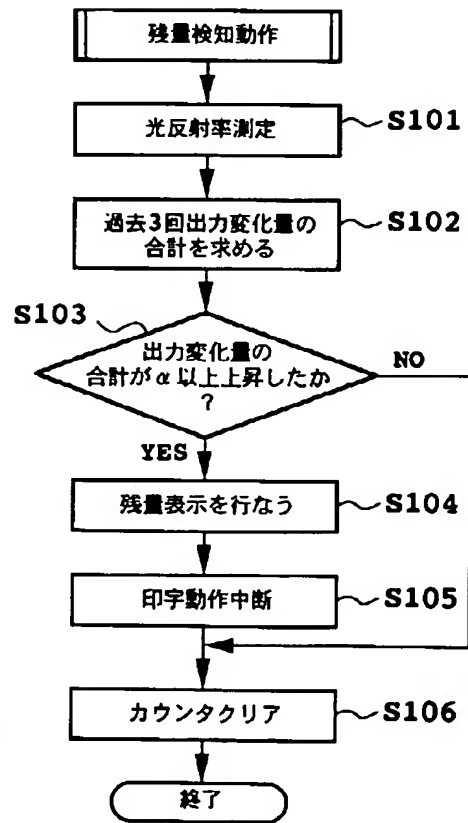 残量検知動作
光反射率測定
S101
過去3回出力変化量の
合計を求める
S102
S103
出力変化量の
合計がα以上上昇したか
?
NO
YES
残量表示を行なう
S104
印字動作中断
S105
カウンタクリア
S106
終了